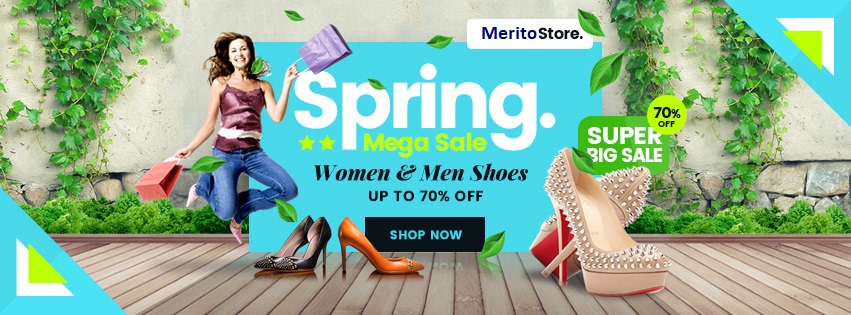 MeritoStore.
Spring.
Mega Sale
Women & Men Shoes
UP TO 70% OFF
SHOP NOW
70%
OFF
SUPER
BIG SALE